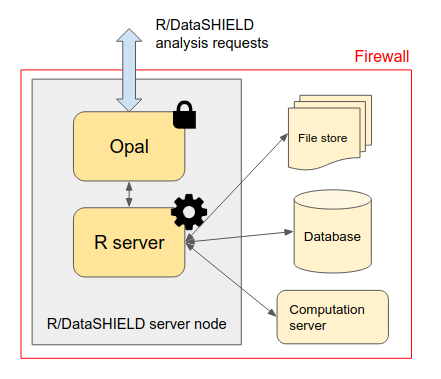 R/DataSHIELD
analysis requests
Firewall
Opal
File store
R server
Database
Computation
server
R/DataSHIELD server node